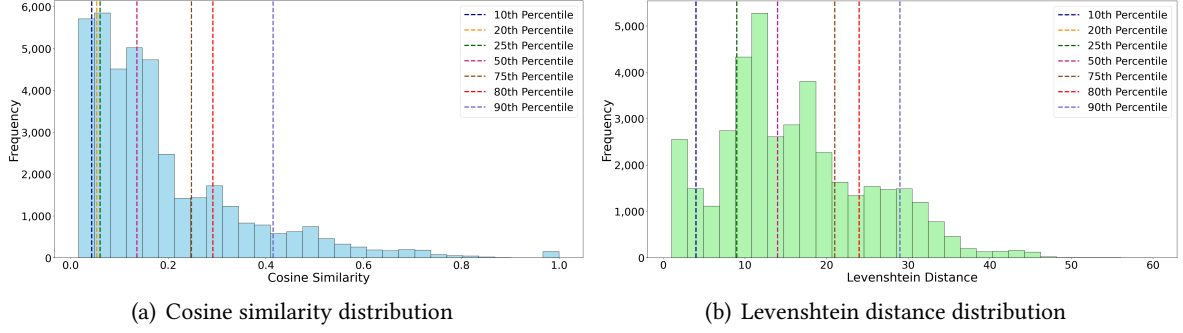 6,000
5,000
4,000
3,000
2,000
1,000
0
Frequency
0.0 0.2 0.4 0.6 0.8 1.0
Cosine Similarity
10th Percentile
20th Percentile
25th Percentile
50th Percentile
75th Percentile
80th Percentile
90th Percentile
(a) Cosine similarity distribution
5,000
4,000
3,000
2,000
1,000
0
Frequency
0 10 20 30 40 50 60
Levenshtein Distance
10th Percentile
20th Percentile
25th Percentile
50th Percentile
75th Percentile
80th Percentile
90th Percentile
(b) Levenshtein distance distribution